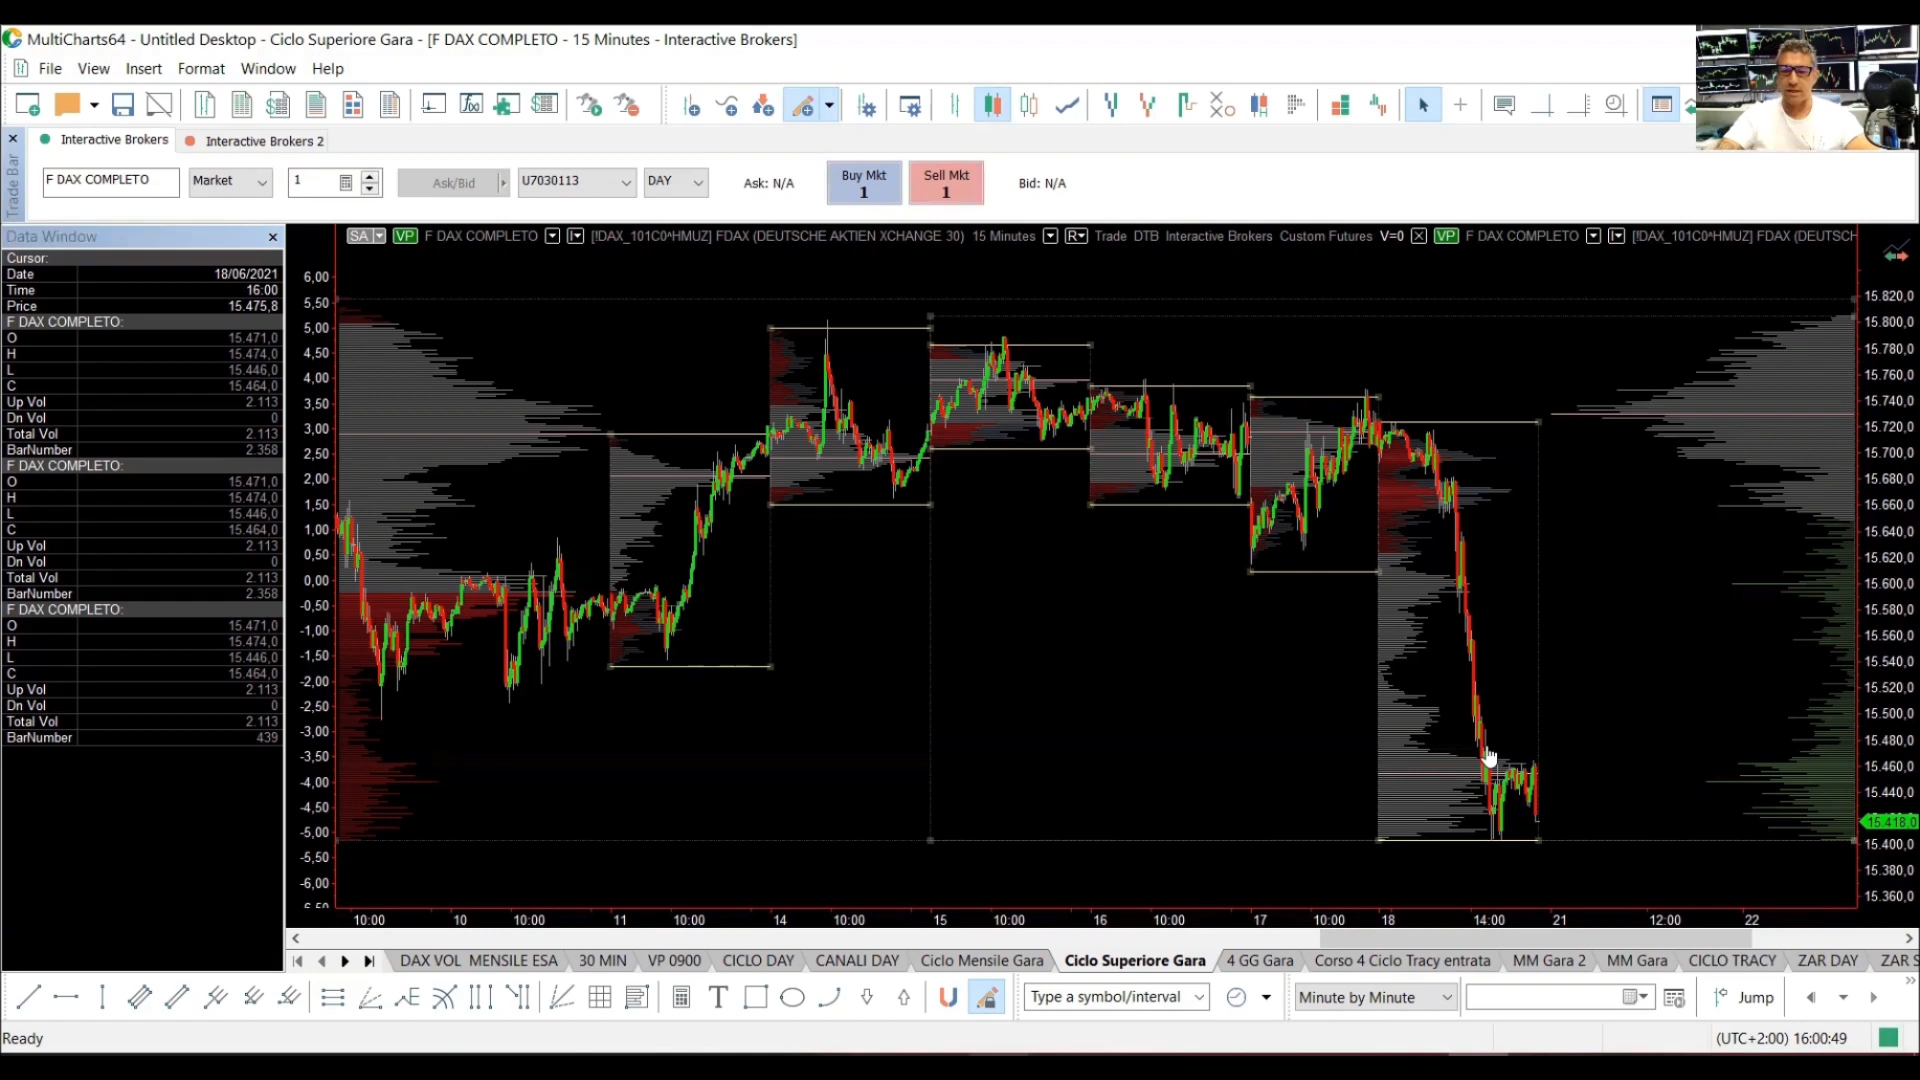 MultiCharts64 - Untitled Desktop - Ciclo Superiore Gara - [F DAX COMPLETO - 15 Minutes - Interactive Brokers]
File View Insert Format Window Help
Interactive Brokers Interactive Brokers 2
Trade Bar
F DAX COMPLETO Market 1 Ask/Bid U7030113 DAY Ask: N/A Buy Mkt 1 Sell Mkt 1 Bid: N/A
Data Window
SA VP F DAX COMPLETO [!DAX_101C0^HMUZ] FDAX (DEUTSCHE AKTIEN XCHANGE 30) 15 Minutes R Trade DTB Interactive Brokers Custom Futures V=0 VP F DAX COMPLETO [!DAX_101C0^HMUZ] FDAX (DEUTSCH
Cursor:
Date 18/06/2021
Time 16:00
Price 15.475,8
F DAX COMPLETO:
O 15.471,0
H 15.474,0
L 15.446,0
C 15.464,0
Up Vol 2.113
Dn Vol 0
Total Vol 2.113
BarNumber 2.358
F DAX COMPLETO:
O 15.471,0
H 15.474,0
L 15.446,0
C 15.464,0
Up Vol 2.113
Dn Vol 0
Total Vol 2.113
BarNumber 2.358
F DAX COMPLETO:
O 15.471,0
H 15.474,0
L 15.446,0
C 15.464,0
Up Vol 2.113
Dn Vol 0
Total Vol 2.113
BarNumber 439
6,00
5,50
5,00
4,50
4,00
3,50
3,00
2,50
2,00
1,50
1,00
0,50
0,00
-0,50
-1,00
-1,50
-2,00
-2,50
-3,00
-3,50
-4,00
-4,50
-5,00
-5,50
-6,00
15.820,0
15.800,0
15.780,0
15.760,0
15.740,0
15.720,0
15.700,0
15.680,0
15.660,0
15.640,0
15.620,0
15.600,0
15.580,0
15.560,0
15.540,0
15.520,0
15.500,0
15.480,0
15.460,0
15.440,0
15.418,0
15.400,0
15.380,0
15.360,0
10:00 10 10:00 11 10:00 14 10:00 15 10:00 16 10:00 17 10:00 18 14:00 21 12:00 22
DAX VOL MENSILE ESA 30 MIN VP 0900 CICLO DAY CANALI DAY Ciclo Mensile Gara Ciclo Superiore Gara 4 GG Gara Corso 4 Ciclo Tracy entrata MM Gara 2 MM Gara CICLO TRACY ZAR DAY ZAR S
Type a symbol/interval Minute by Minute Jump
Ready (UTC+2:00) 16:00:49